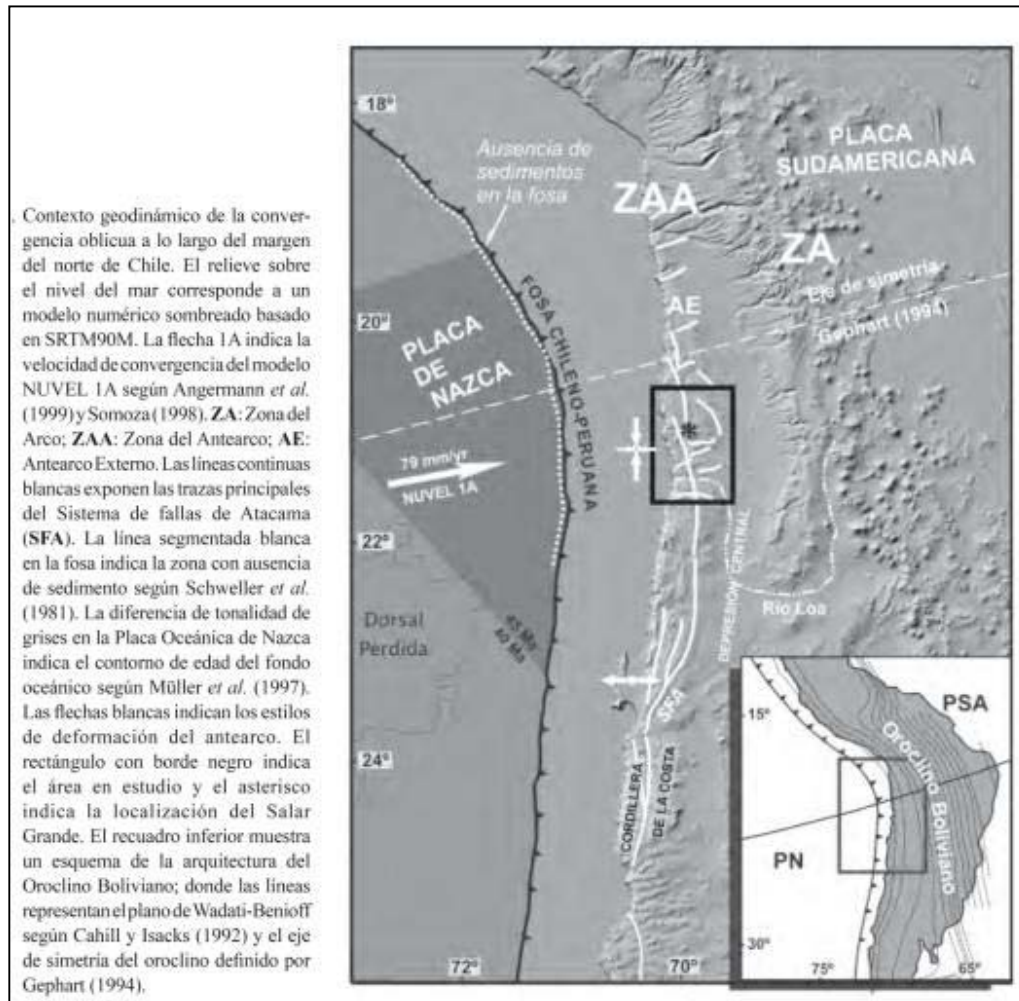 . Contexto geodinámico de la conver-
gencia oblicua a lo largo del margen
del norte de Chile. El relieve sobre
el nivel del mar corresponde a un
modelo numérico sombreado basado
en SRTM90M. La flecha 1A indica la
velocidad de convergencia del modelo
NUVEL 1A según Angermann et al.
(1999) y Somoza (1998). ZA: Zona del
Arco; ZAA: Zona del Antearco; AE:
Antearco Externo. Las líneas continuas
blancas exponen las trazas principales
del Sistema de fallas de Atacama
(SFA). La línea segmentada blanca
en la fosa indica la zona con ausencia
de sedimento según Schweller et al.
(1981). La diferencia de tonalidad de
grises en la Placa Oceánica de Nazca
indica el contorno de edad del fondo
oceánico según Müller et al. (1997).
Las flechas blancas indican los estilos
de deformación del antearco. El
rectángulo con borde negro indica
el área en estudio y el asterisco
indica la localización del Salar
Grande. El recuadro inferior muestra
un esquema de la arquitectura del
Oroclino Boliviano; donde las líneas
representan el plano de Wadati-Benioff
según Cahill y Isacks (1992) y el eje
de simetría del oroclino definido por
Gephart (1994).
18º
Ausencia de
sedimentos
en la fosa
PLACA
SUDAMERICANA
ZAA
ZA
Eje de simetría
Gephart (1994)
AE
20º
FOSA CHILENO-PERUANA
PLACA
DE
NAZCA
*
79 mm/yr
NUVEL 1A
22º
DEPRESIÓN CENTRAL
Río Loa
Dorsal
Perdida
45 Ma
40 Ma
SFA
24º
CORDILLERA
DE LA COSTA
72º
70º
15º
PSA
Oroclino Boliviano
PN
30º
75º
65º